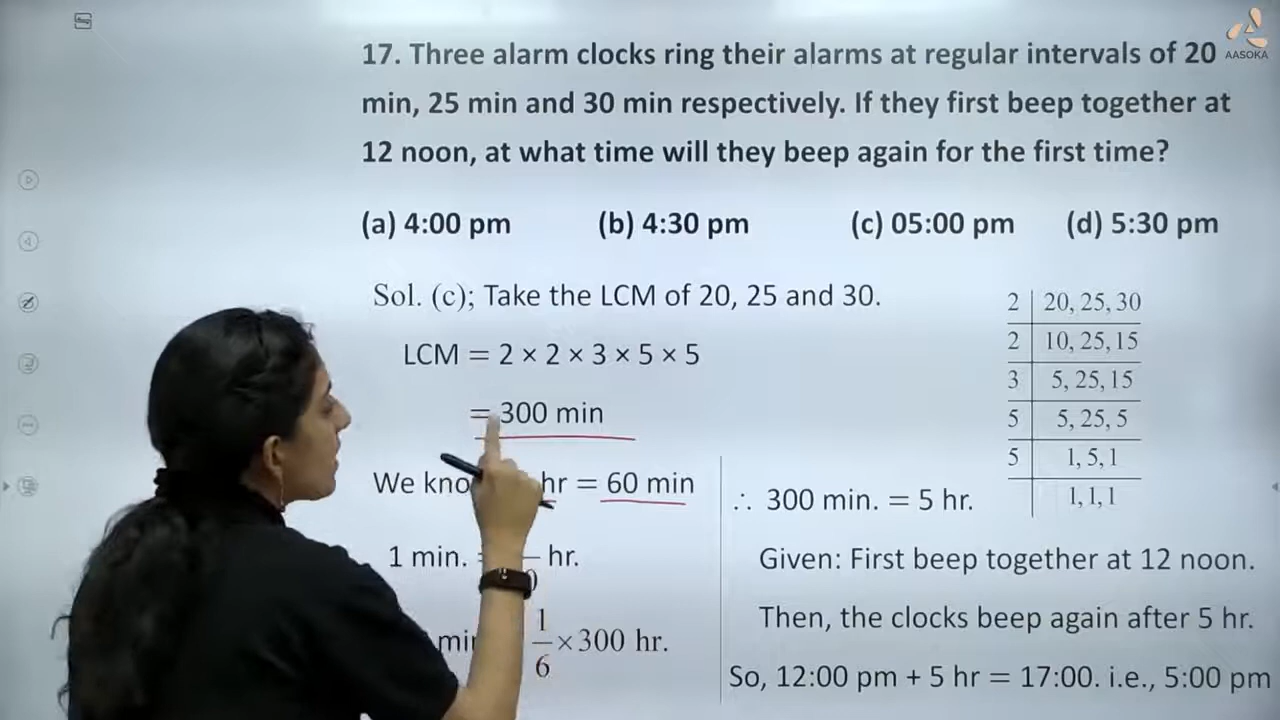 AASOKA
17. Three alarm clocks ring their alarms at regular intervals of 20
min, 25 min and 30 min respectively. If they first beep together at
12 noon, at what time will they beep again for the first time?
(a) 4:00 pm (b) 4:30 pm (c) 05:00 pm (d) 5:30 pm
Sol. (c); Take the LCM of 20, 25 and 30.
LCM = 2 × 2 × 3 × 5 × 5
= 300 min
We kno hr = 60 min
1 min. hr.
1/6 × 300 hr.
2 | 20, 25, 30
2 | 10, 25, 15
3 | 5, 25, 15
5 | 5, 25, 5
5 | 1, 5, 1
| 1, 1, 1
∴ 300 min. = 5 hr.
Given: First beep together at 12 noon.
Then, the clocks beep again after 5 hr.
So, 12:00 pm + 5 hr = 17:00. i.e., 5:00 pm